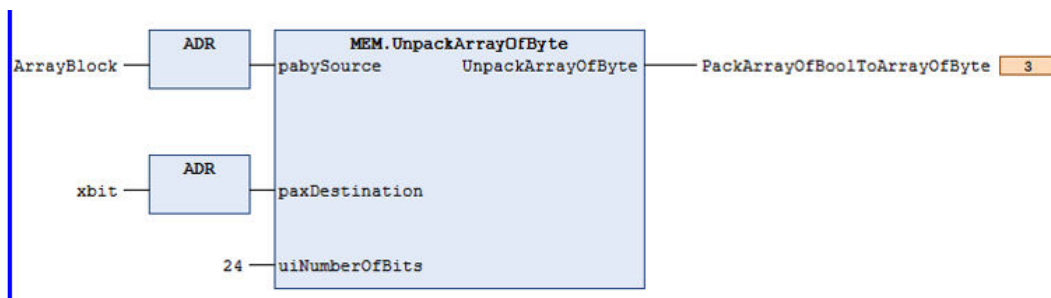 ADR
MEM.UnpackArrayOfByte
ArrayBlock
pabySource
UnpackArrayOfByte
PackArrayOfBoolToArrayOfByte
3
ADR
xbit
paxDestination
24
uiNumberOfBits